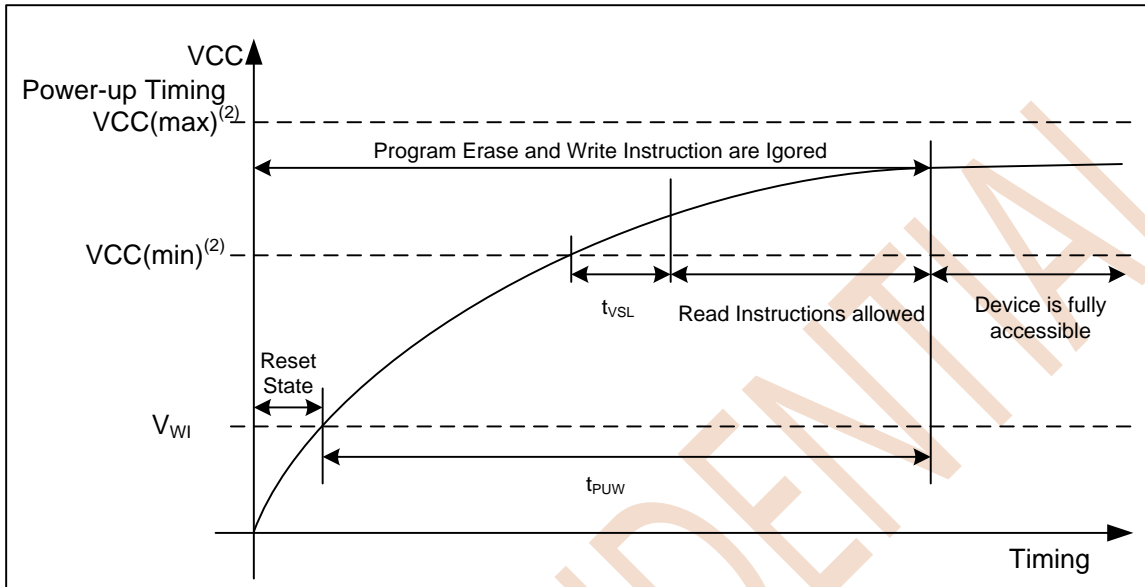 VCC
Power-up Timing
VCC(max)(2)
Program Erase and Write Instruction are Igored
VCC(min)(2)
tVSL
Read Instructions allowed
Device is fully
accessible
Reset
State
VWI
tPUW
Timing